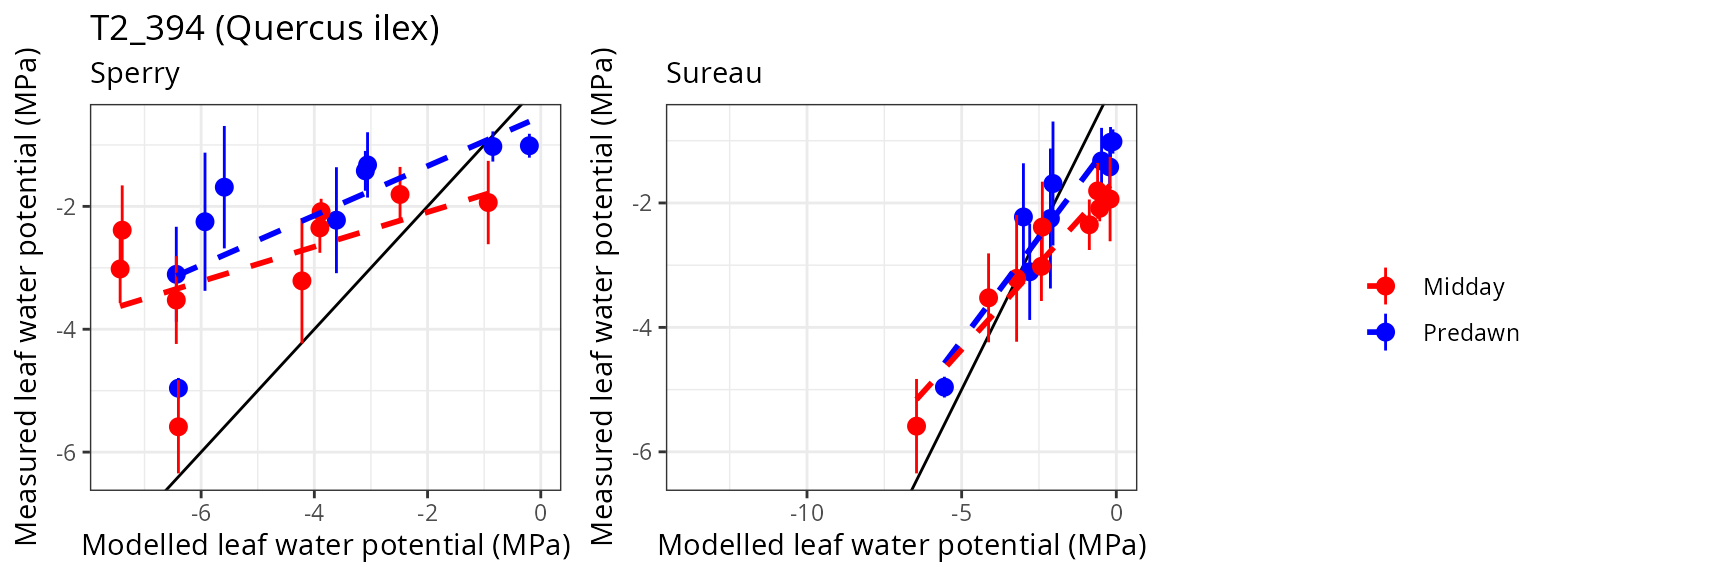 T2_394 (Quercus ilex)
Sperry
Measured leaf water potential (MPa)
-2
-4
-6
-6
-4
-2
0
Modelled leaf water potential (MPa)
Sureau
Measured leaf water potential (MPa)
-2
-4
-6
-10
-5
0
Modelled leaf water potential (MPa)
Midday
Predawn